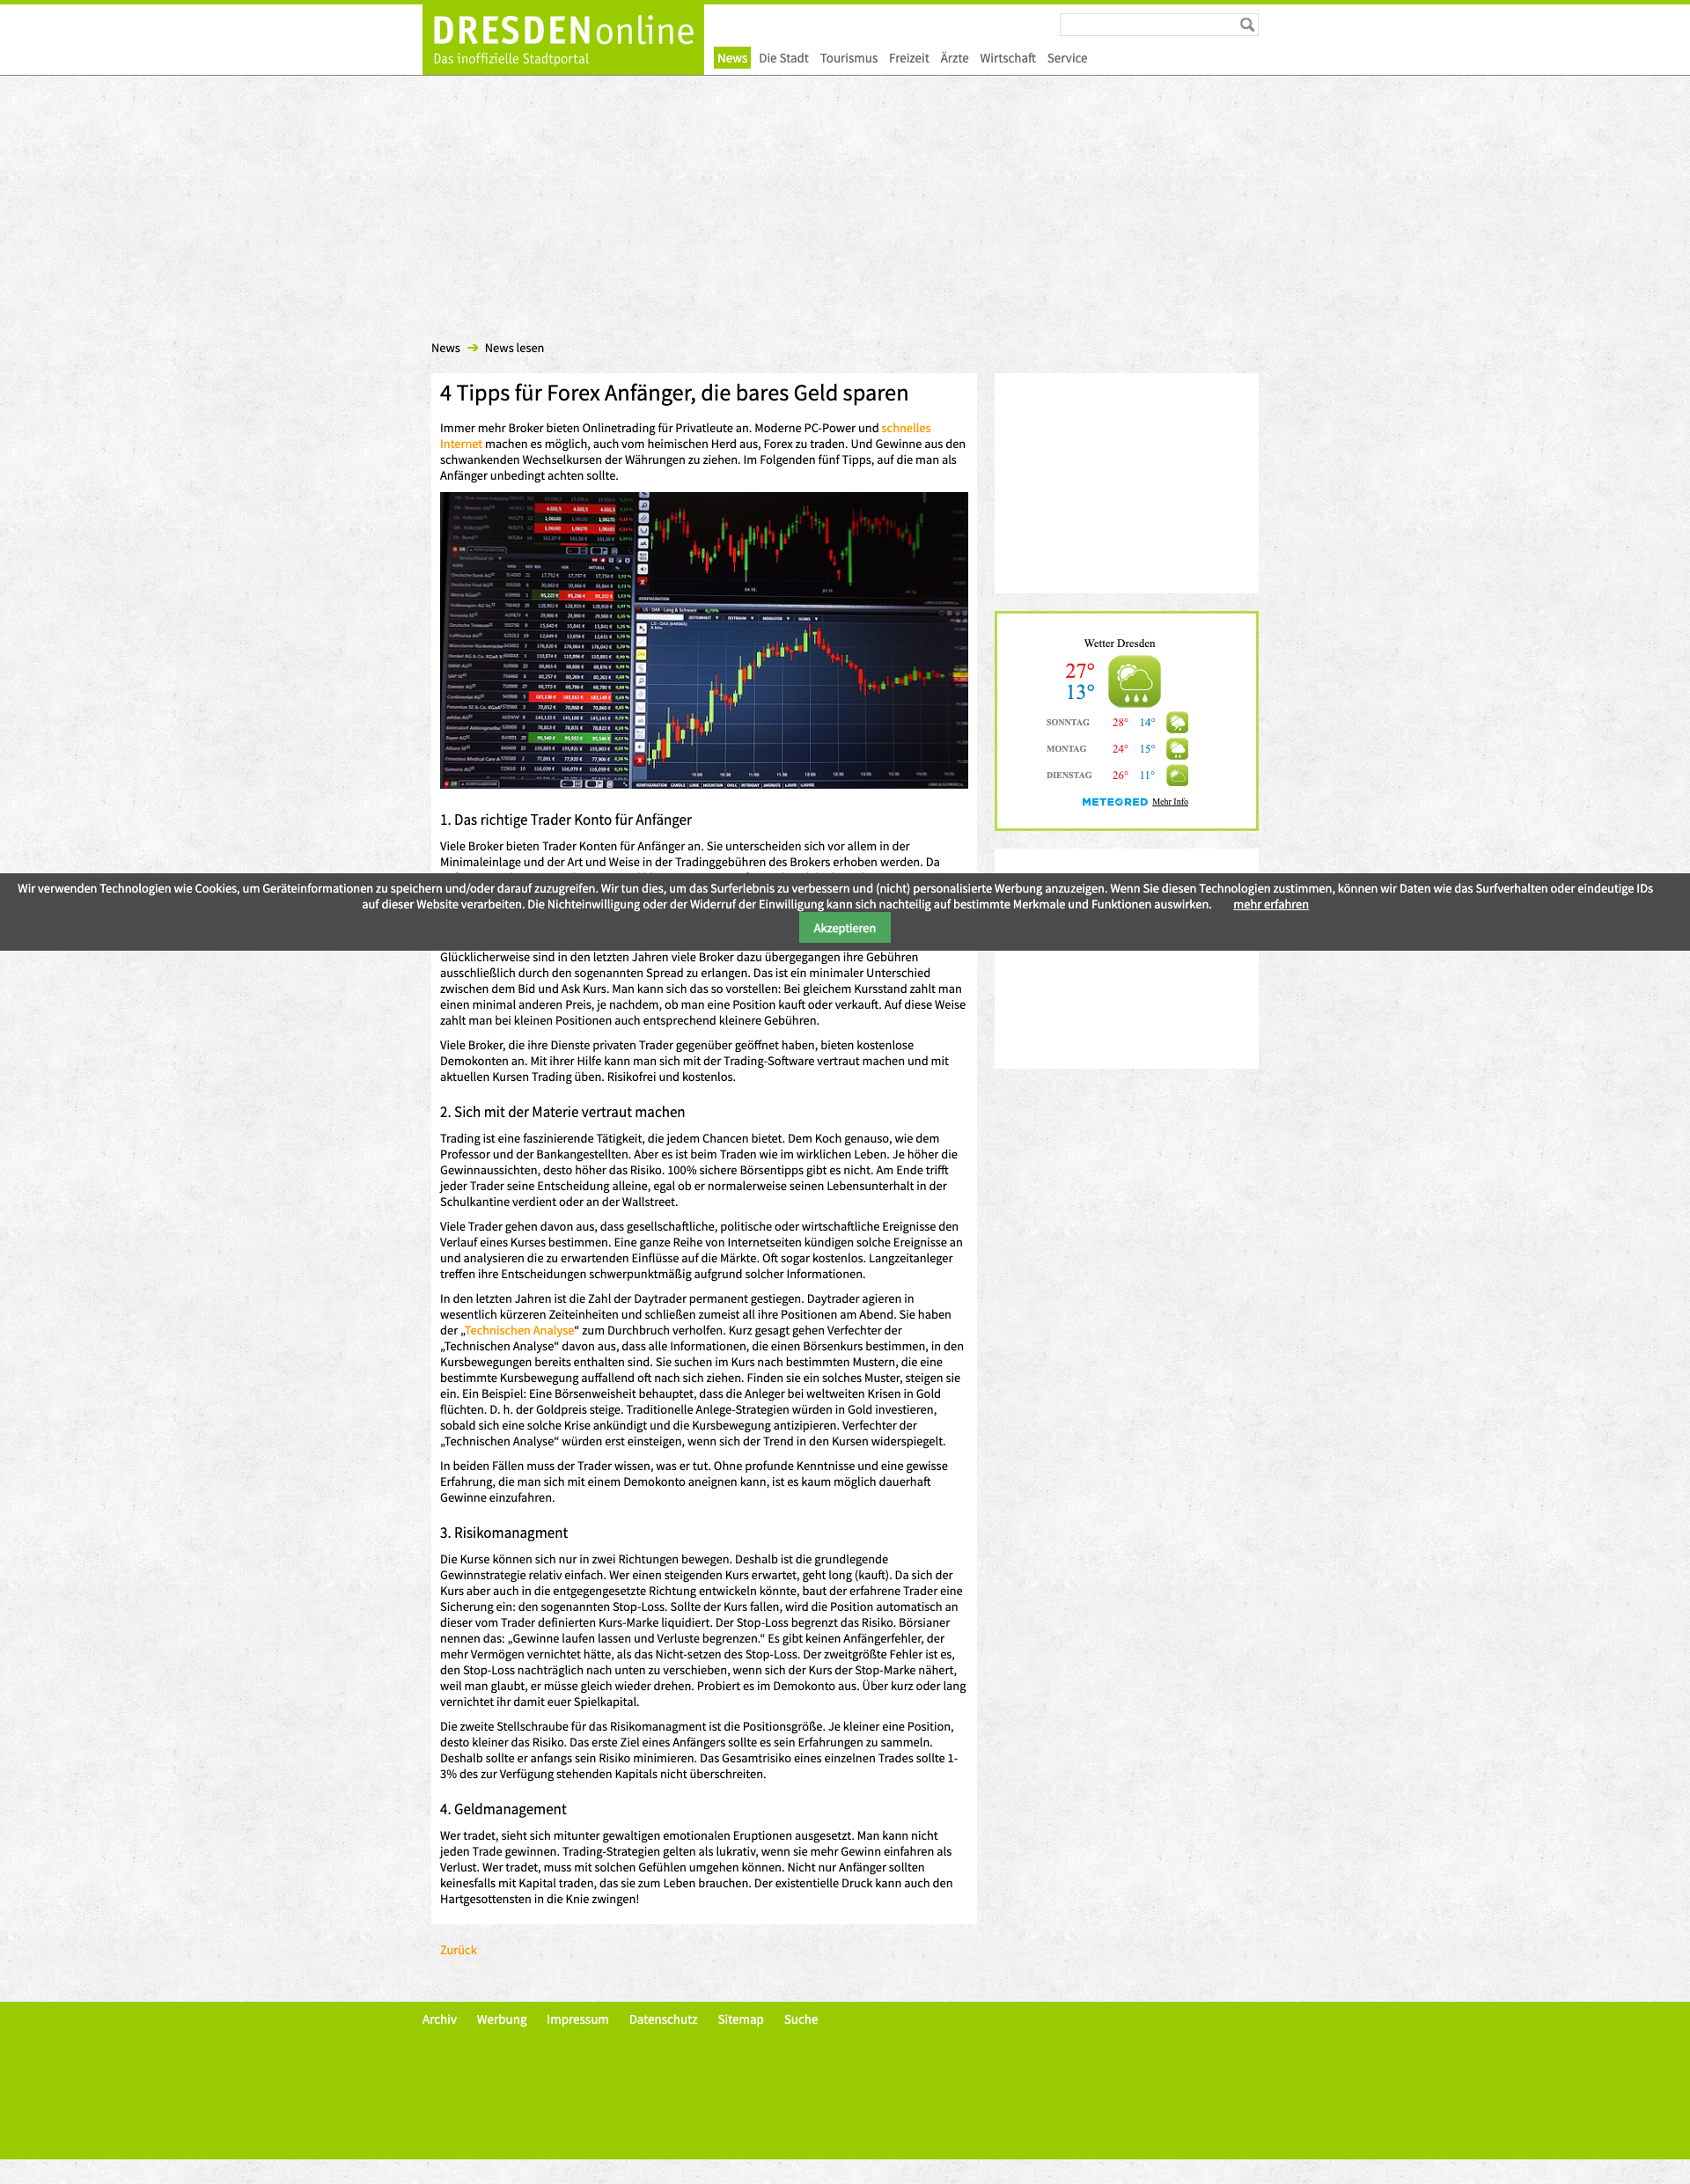 DRESDENonline
Das inoffizielle Stadtportal
News Die Stadt Tourismus Freizeit Ärzte Wirtschaft Service
News ➔ News lesen
4 Tipps für Forex Anfänger, die bares Geld sparen
Immer mehr Broker bieten Onlinetrading für Privatleute an. Moderne PC-Power und schnelles
Internet machen es möglich, auch vom heimischen Herd aus, Forex zu traden. Und Gewinne aus den
schwankenden Wechselkursen der Währungen zu ziehen. Im Folgenden fünf Tipps, auf die man als
Anfänger unbedingt achten sollte.
1. Das richtige Trader Konto für Anfänger
Viele Broker bieten Trader Konten für Anfänger an. Sie unterscheiden sich vor allem in der
Minimaleinlage und der Art und Weise in der Tradinggebühren des Brokers erhoben werden. Da
Glücklicherweise sind in den letzten Jahren viele Broker dazu übergegangen ihre Gebühren
ausschließlich durch den sogenannten Spread zu erlangen. Das ist ein minimaler Unterschied
zwischen dem Bid und Ask Kurs. Man kann sich das so vorstellen: Bei gleichem Kursstand zahlt man
einen minimal anderen Preis, je nachdem, ob man eine Position kauft oder verkauft. Auf diese Weise
zahlt man bei kleinen Positionen auch entsprechend kleinere Gebühren.
Viele Broker, die ihre Dienste privaten Trader gegenüber geöffnet haben, bieten kostenlose
Demokonten an. Mit ihrer Hilfe kann man sich mit der Trading-Software vertraut machen und mit
aktuellen Kursen Trading üben. Risikofrei und kostenlos.
2. Sich mit der Materie vertraut machen
Trading ist eine faszinierende Tätigkeit, die jedem Chancen bietet. Dem Koch genauso, wie dem
Professor und der Bankangestellten. Aber es ist beim Traden wie im wirklichen Leben. Je höher die
Gewinnaussichten, desto höher das Risiko. 100% sichere Börsentipps gibt es nicht. Am Ende trifft
jeder Trader seine Entscheidung alleine, egal ob er normalerweise seinen Lebensunterhalt in der
Schulkantine verdient oder an der Wallstreet.
Viele Trader gehen davon aus, dass gesellschaftliche, politische oder wirtschaftliche Ereignisse den
Verlauf eines Kurses bestimmen. Eine ganze Reihe von Internetseiten kündigen solche Ereignisse an
und analysieren die zu erwartenden Einflüsse auf die Märkte. Oft sogar kostenlos. Langzeitanleger
treffen ihre Entscheidungen schwerpunktmäßig aufgrund solcher Informationen.
In den letzten Jahren ist die Zahl der Daytrader permanent gestiegen. Daytrader agieren in
wesentlich kürzeren Zeiteinheiten und schließen zumeist all ihre Positionen am Abend. Sie haben
der „Technischen Analyse“ zum Durchbruch verholfen. Kurz gesagt gehen Verfechter der
„Technischen Analyse“ davon aus, dass alle Informationen, die einen Börsenkurs bestimmen, in den
Kursbewegungen bereits enthalten sind. Sie suchen im Kurs nach bestimmten Mustern, die eine
bestimmte Kursbewegung auffallend oft nach sich ziehen. Finden sie ein solches Muster, steigen sie
ein. Ein Beispiel: Eine Börsenweisheit behauptet, dass die Anleger bei weltweiten Krisen in Gold
flüchten. D. h. der Goldpreis steige. Traditionelle Anlege-Strategien würden in Gold investieren,
sobald sich eine solche Krise ankündigt und die Kursbewegung antizipieren. Verfechter der
„Technischen Analyse“ würden erst einsteigen, wenn sich der Trend in den Kursen widerspiegelt.
In beiden Fällen muss der Trader wissen, was er tut. Ohne profunde Kenntnisse und eine gewisse
Erfahrung, die man sich mit einem Demokonto aneignen kann, ist es kaum möglich dauerhaft
Gewinne einzufahren.
3. Risikomanagment
Die Kurse können sich nur in zwei Richtungen bewegen. Deshalb ist die grundlegende
Gewinnstrategie relativ einfach. Wer einen steigenden Kurs erwartet, geht long (kauft). Da sich der
Kurs aber auch in die entgegengesetzte Richtung entwickeln könnte, baut der erfahrene Trader eine
Sicherung ein: den sogenannten Stop-Loss. Sollte der Kurs fallen, wird die Position automatisch an
dieser vom Trader definierten Kurs-Marke liquidiert. Der Stop-Loss begrenzt das Risiko. Börsianer
nennen das: „Gewinne laufen lassen und Verluste begrenzen.“ Es gibt keinen Anfängerfehler, der
mehr Vermögen vernichtet hätte, als das Nicht-setzen des Stop-Loss. Der zweitgrößte Fehler ist es,
den Stop-Loss nachträglich nach unten zu verschieben, wenn sich der Kurs der Stop-Marke nähert,
weil man glaubt, er müsse gleich wieder drehen. Probiert es im Demokonto aus. Über kurz oder lang
vernichtet ihr damit euer Spielkapital.
Die zweite Stellschraube für das Risikomanagment ist die Positionsgröße. Je kleiner eine Position,
desto kleiner das Risiko. Das erste Ziel eines Anfängers sollte es sein Erfahrungen zu sammeln.
Deshalb sollte er anfangs sein Risiko minimieren. Das Gesamtrisiko eines einzelnen Trades sollte 1-
3% des zur Verfügung stehenden Kapitals nicht überschreiten.
4. Geldmanagement
Wer tradet, sieht sich mitunter gewaltigen emotionalen Eruptionen ausgesetzt. Man kann nicht
jeden Trade gewinnen. Trading-Strategien gelten als lukrativ, wenn sie mehr Gewinn einfahren als
Verlust. Wer tradet, muss mit solchen Gefühlen umgehen können. Nicht nur Anfänger sollten
keinesfalls mit Kapital traden, das sie zum Leben brauchen. Der existentielle Druck kann auch den
Hartgesottensten in die Knie zwingen!
Zurück
Wetter Dresden
27°
13°
SONNTAG 28° 14°
MONTAG 24° 15°
DIENSTAG 26° 11°
METEORED Mehr Info
Wir verwenden Technologien wie Cookies, um Geräteinformationen zu speichern und/oder darauf zuzugreifen. Wir tun dies, um das Surferlebnis zu verbessern und (nicht) personalisierte Werbung anzuzeigen. Wenn Sie diesen Technologien zustimmen, können wir Daten wie das Surfverhalten oder eindeutige IDs
auf dieser Website verarbeiten. Die Nichteinwilligung oder der Widerruf der Einwilligung kann sich nachteilig auf bestimmte Merkmale und Funktionen auswirken. mehr erfahren
Akzeptieren
Archiv Werbung Impressum Datenschutz Sitemap Suche